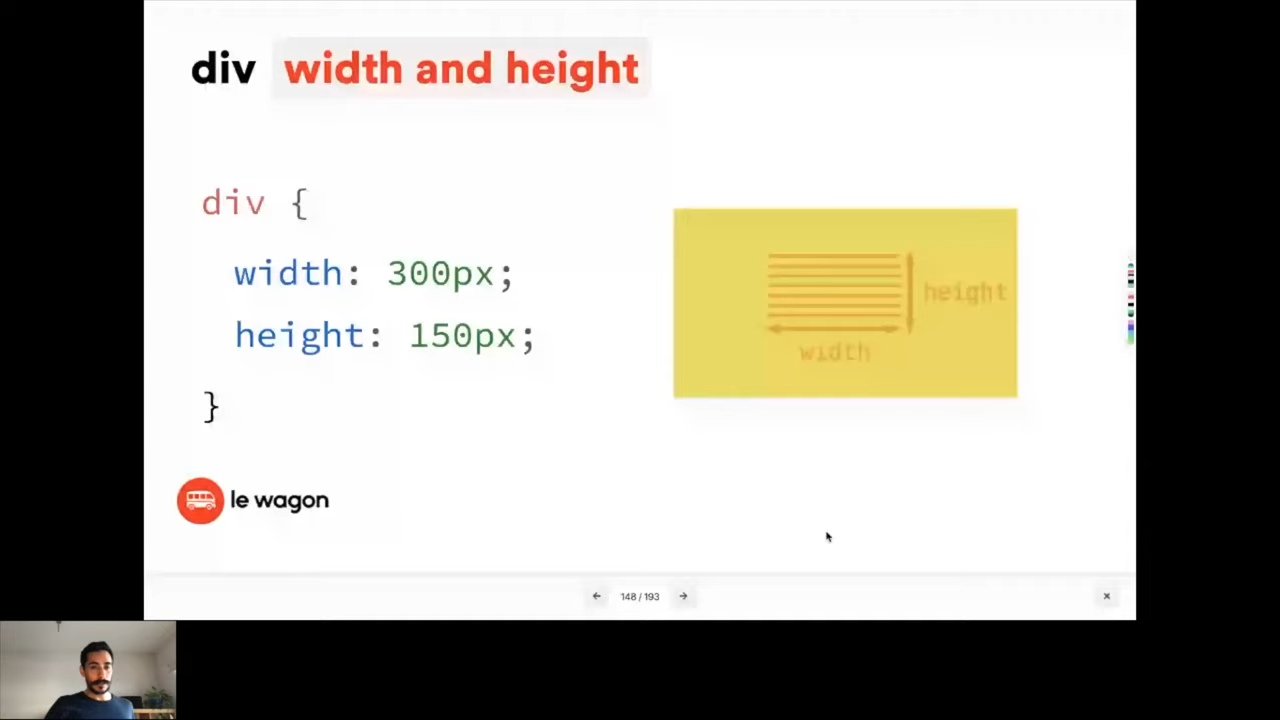 div width and height
div {
width: 300px;
height: 150px;
}
height
width
le wagon
← 148 / 193 → ×